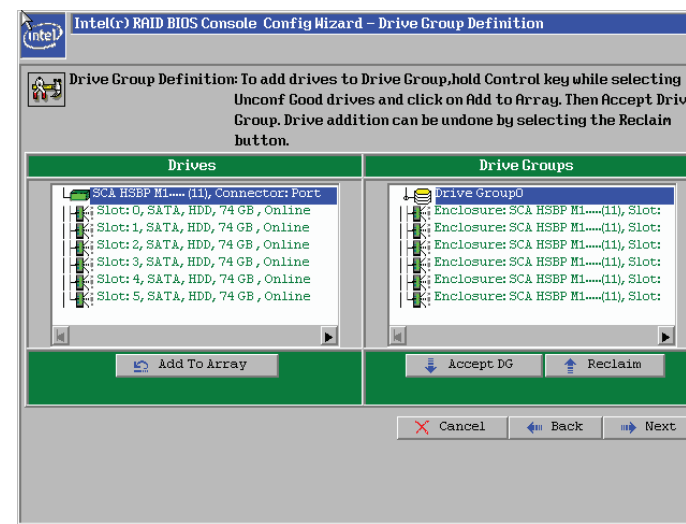 Intel(r) RAID BIOS Console Config Wizard – Drive Group Definition
intel
Drive Group Definition: To add drives to Drive Group,hold Control key while selecting
Unconf Good drives and click on Add to Array. Then Accept Driv
Group. Drive addition can be undone by selecting the Reclaim
button.
Drives
SCA HSBP M1..... (11), Connector: Port
Slot: 0, SATA, HDD, 74 GB , Online
Slot: 1, SATA, HDD, 74 GB , Online
Slot: 2, SATA, HDD, 74 GB , Online
Slot: 3, SATA, HDD, 74 GB , Online
Slot: 4, SATA, HDD, 74 GB , Online
Slot: 5, SATA, HDD, 74 GB , Online
Add To Array
Drive Groups
Drive Group0
Enclosure: SCA HSBP M1.....(11), Slot:
Enclosure: SCA HSBP M1.....(11), Slot:
Enclosure: SCA HSBP M1.....(11), Slot:
Enclosure: SCA HSBP M1.....(11), Slot:
Enclosure: SCA HSBP M1.....(11), Slot:
Enclosure: SCA HSBP M1.....(11), Slot:
Accept DG
Reclaim
Cancel
Back
Next